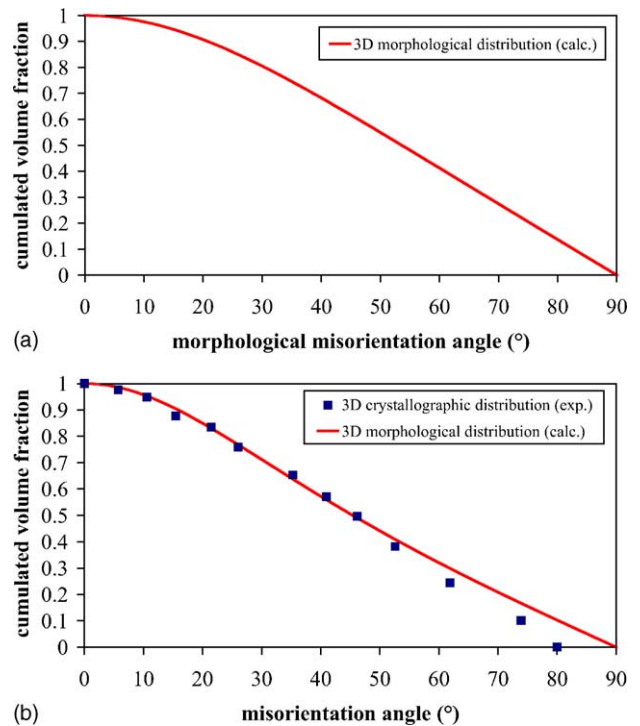 1
0.9
0.8
0.7
0.6
0.5
0.4
0.3
0.2
0.1
0
cumulated volume fraction
3D morphological distribution (calc.)
0 10 20 30 40 50 60 70 80 90
(a)
morphological misorientation angle (°)
1
0.9
0.8
0.7
0.6
0.5
0.4
0.3
0.2
0.1
0
cumulated volume fraction
3D crystallographic distribution (exp.)
3D morphological distribution (calc.)
0 10 20 30 40 50 60 70 80 90
(b)
misorientation angle (°)